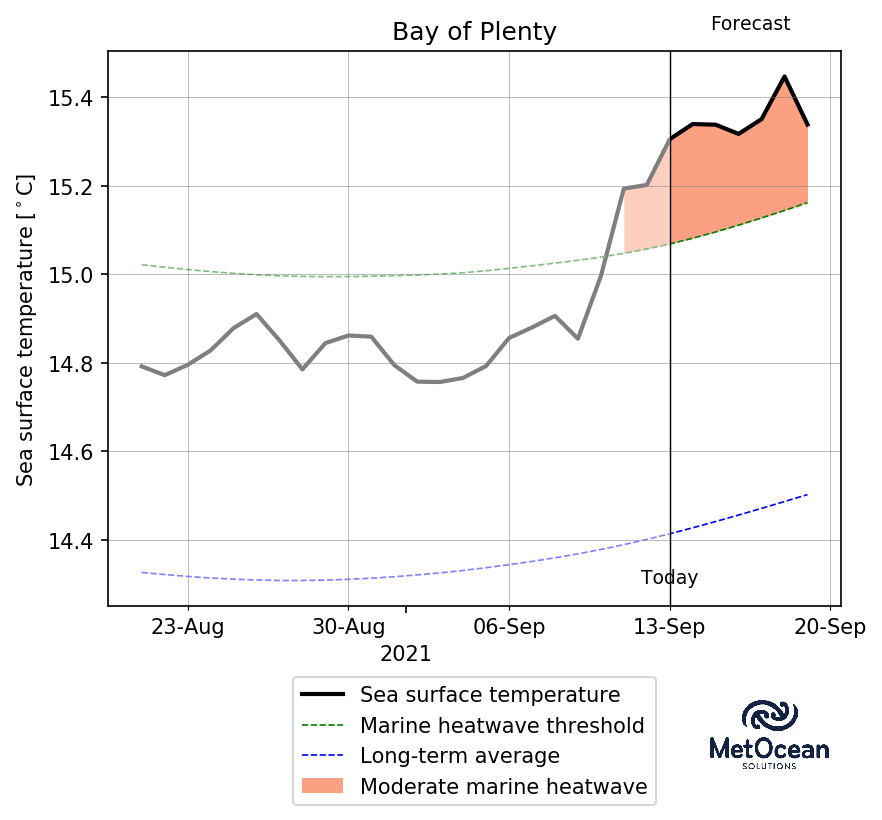 Forecast
Bay of Plenty
Sea surface temperature [°C]
15.4
15.2
15.0
14.8
14.6
14.4
Today
23-Aug 30-Aug 06-Sep 13-Sep 20-Sep
2021
Sea surface temperature
Marine heatwave threshold
Long-term average
Moderate marine heatwave
MetOcean
SOLUTIONS